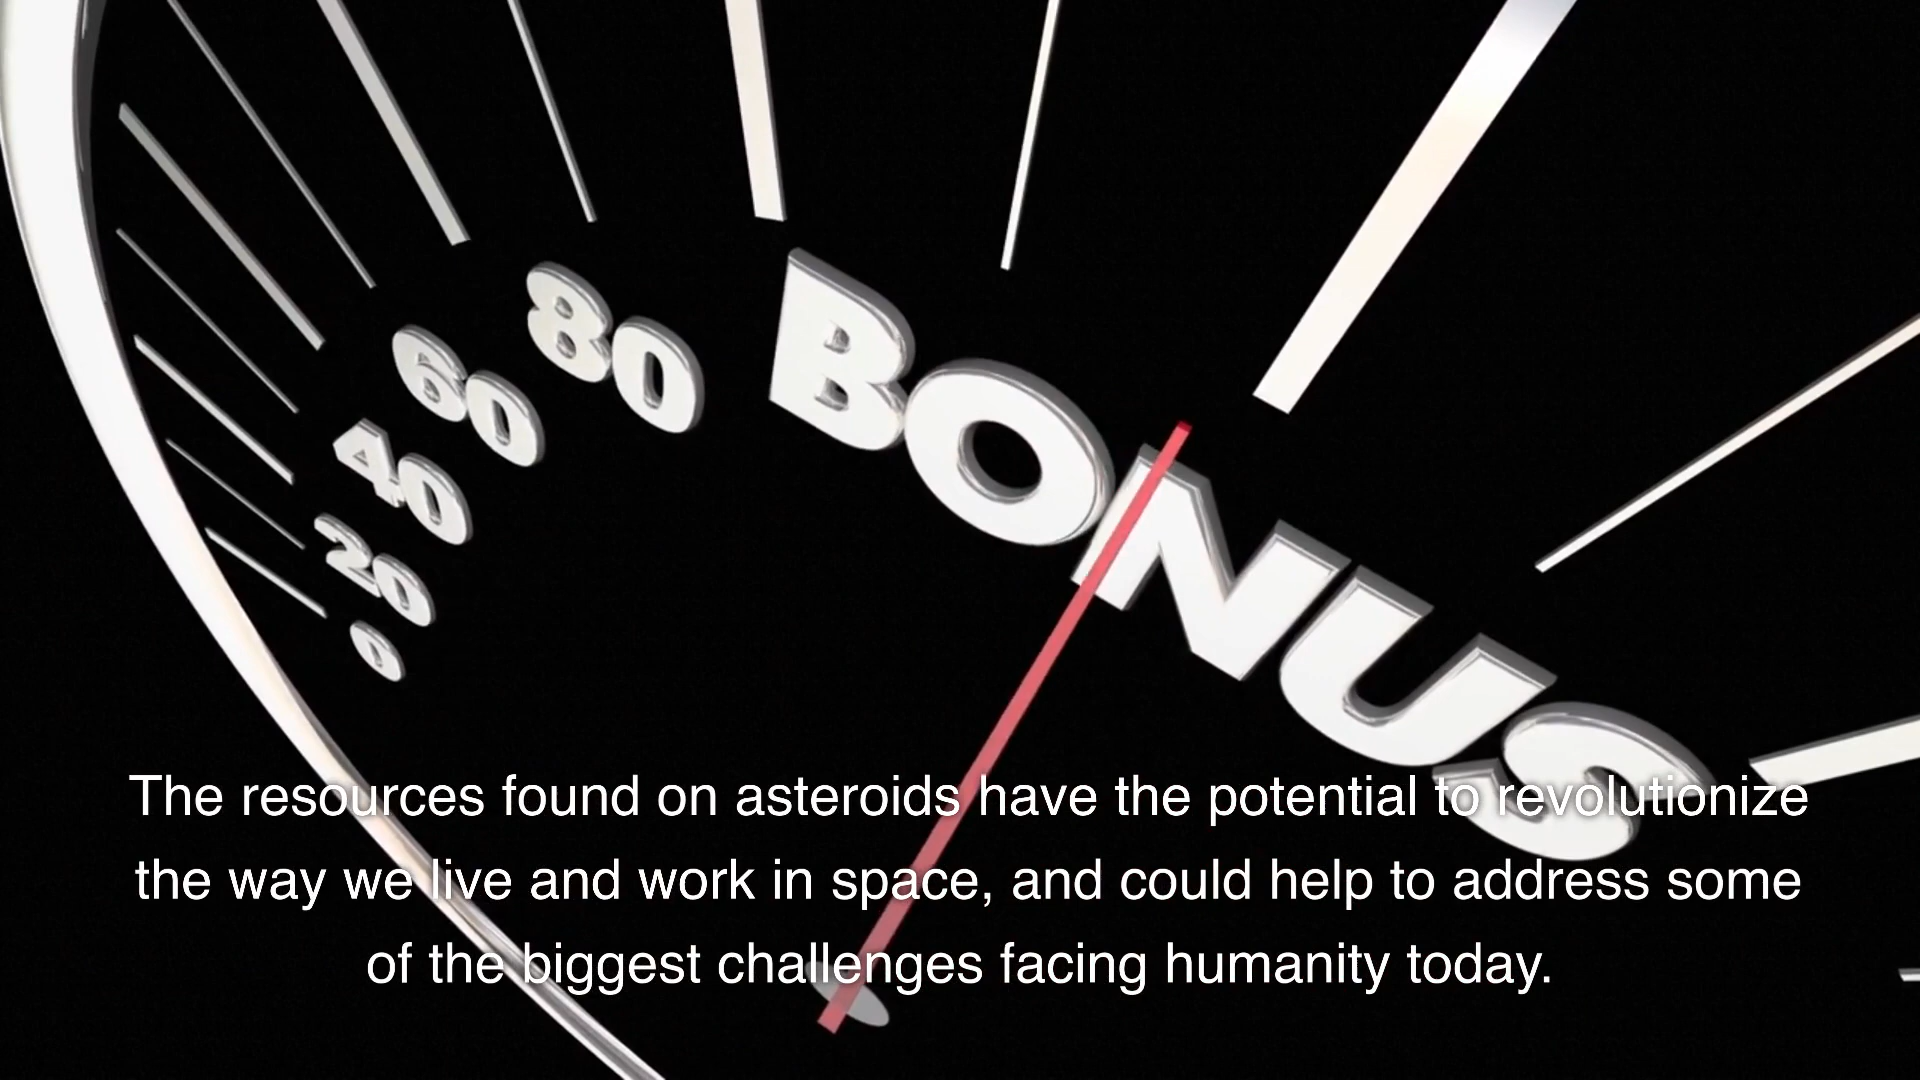 80
60
40
20
0
BONUS
The resources found on asteroids have the potential to revolutionize
the way we live and work in space, and could help to address some
of the biggest challenges facing humanity today.